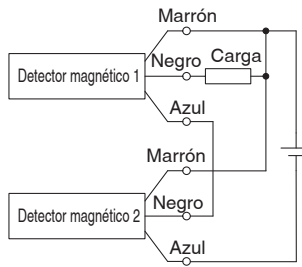 Marrón
Detector magnético 1
Negro
Carga
Azul
Marrón
Detector magnético 2
Negro
Azul